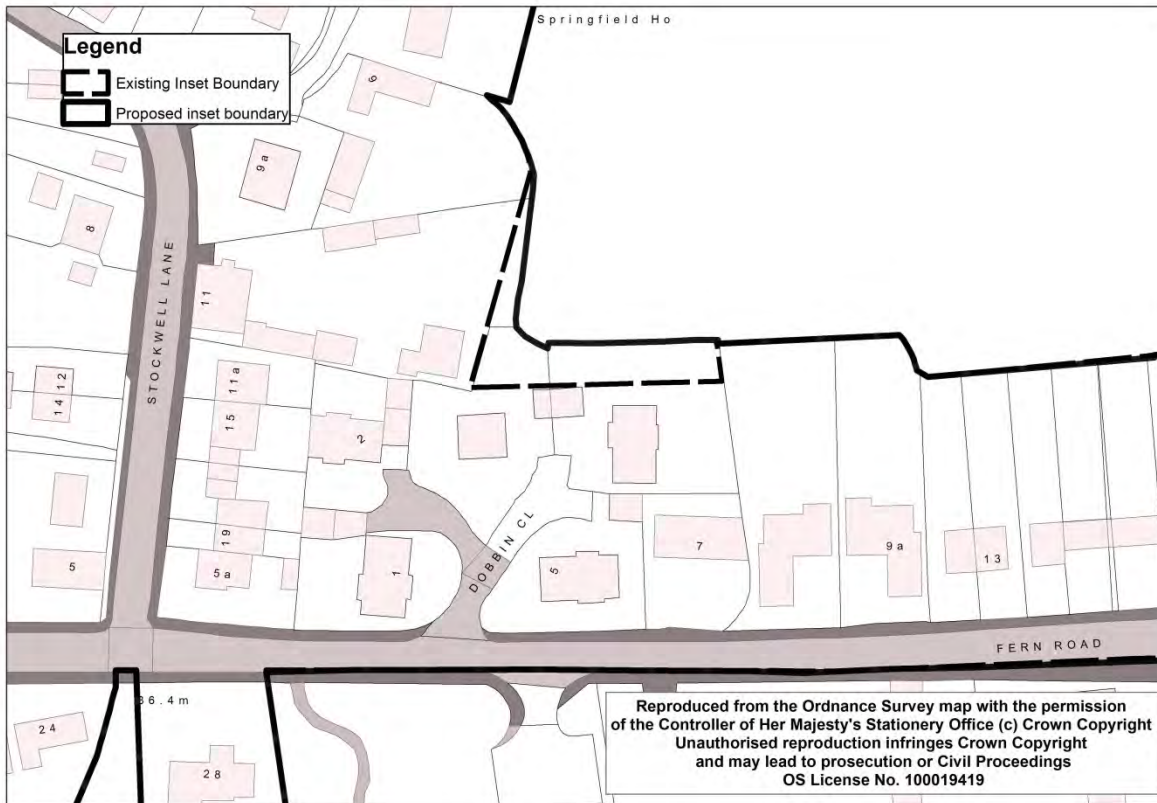 Springfield Ho
Legend
Existing Inset Boundary
Proposed inset boundary
6
9a
8
STOCKWELL LANE
11
11a
12
14
15
2
19
5
5a
1
DOBBIN CL
5
7
9a
13
FERN ROAD
36.4m
24
28
Reproduced from the Ordnance Survey map with the permission
of the Controller of Her Majesty's Stationery Office (c) Crown Copyright
Unauthorised reproduction infringes Crown Copyright
and may lead to prosecution or Civil Proceedings
OS License No. 100019419